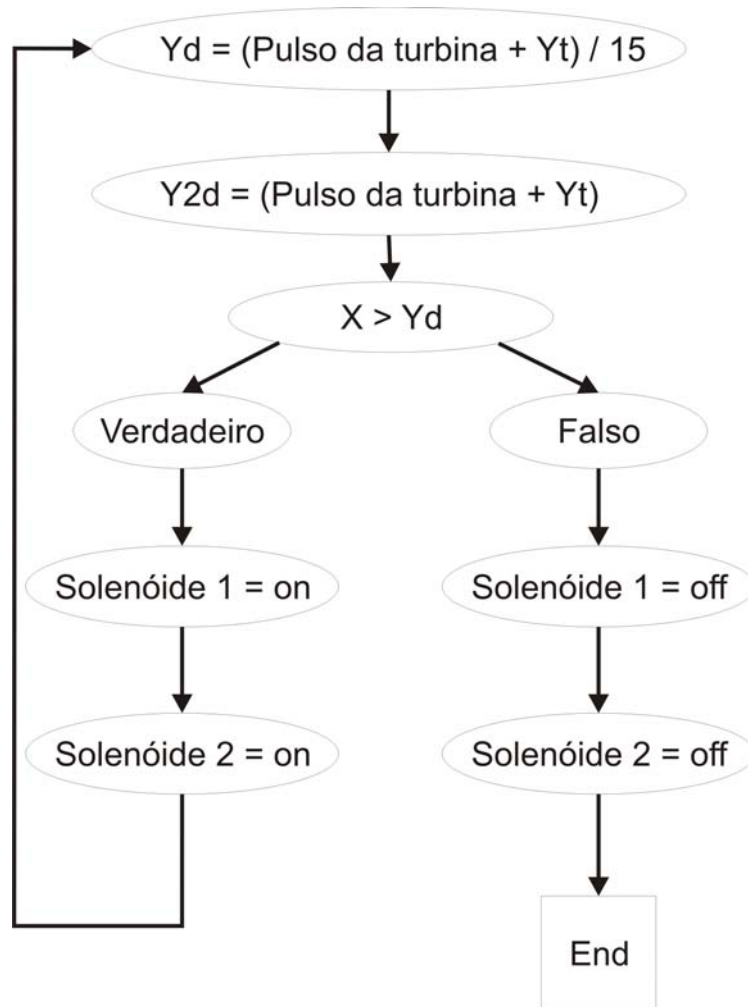 Yd = (Pulso da turbina + Yt) / 15
Y2d = (Pulso da turbina + Yt)
X > Yd
Verdadeiro
Falso
Solenóide 1 = on
Solenóide 1 = off
Solenóide 2 = on
Solenóide 2 = off
End